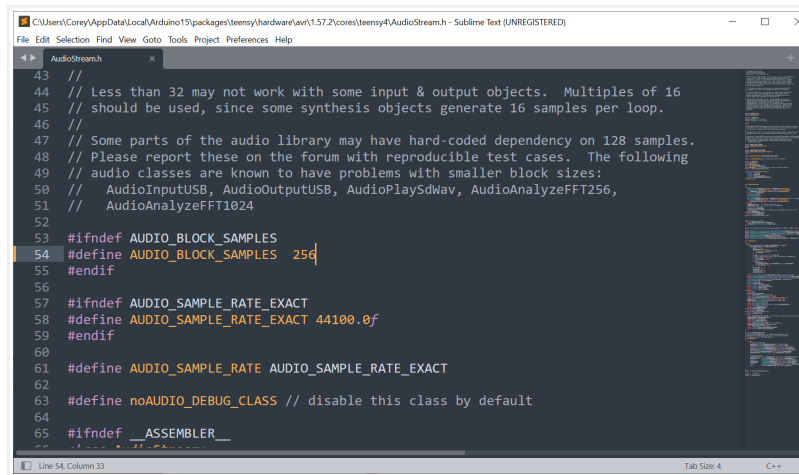 C:\Users\Corey\AppData\Local\Arduino15\packages\teensy\hardware\avr\1.57.2\cores\teensy4\AudioStream.h - Sublime Text (UNREGISTERED)
File Edit Selection Find View Goto Tools Project Preferences Help
AudioStream.h
43 //
44 // Less than 32 may not work with some input & output objects.  Multiples of 16
45 // should be used, since some synthesis objects generate 16 samples per loop.
46 //
47 // Some parts of the audio library may have hard-coded dependency on 128 samples.
48 // Please report these on the forum with reproducible test cases.  The following
49 // audio classes are known to have problems with smaller block sizes:
50 //   AudioInputUSB, AudioOutputUSB, AudioPlaySdWav, AudioAnalyzeFFT256,
51 //   AudioAnalyzeFFT1024
52
53 #ifndef AUDIO_BLOCK_SAMPLES
54 #define AUDIO_BLOCK_SAMPLES  256
55 #endif
56
57 #ifndef AUDIO_SAMPLE_RATE_EXACT
58 #define AUDIO_SAMPLE_RATE_EXACT 44100.0f
59 #endif
60
61 #define AUDIO_SAMPLE_RATE AUDIO_SAMPLE_RATE_EXACT
62
63 #define noAUDIO_DEBUG_CLASS // disable this class by default
64
65 #ifndef __ASSEMBLER__
Line 54, Column 33
Tab Size: 4
C++